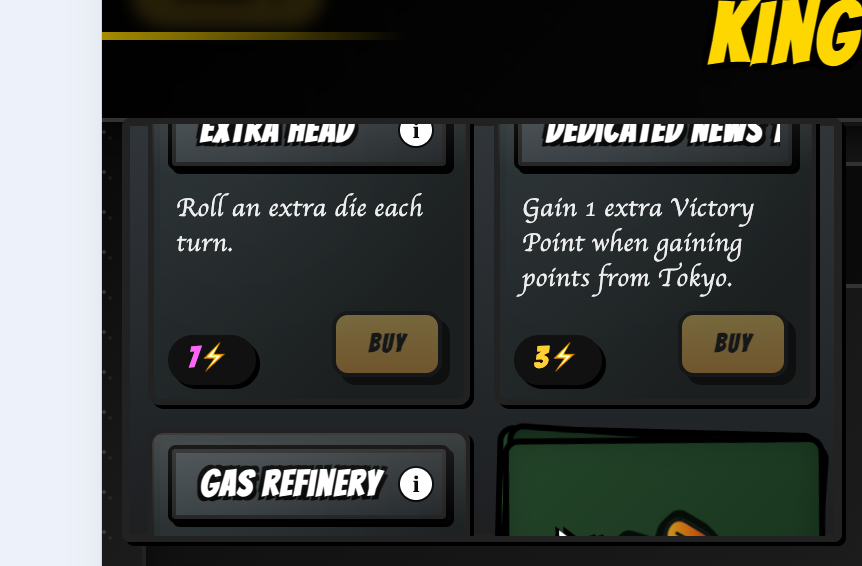 KING
EXTRA HEAD
i
DEDICATED NEWS
Roll an extra die each
turn.
Gain 1 extra Victory
Point when gaining
points from Tokyo.
7⚡
BUY
3⚡
BUY
GAS REFINERY
i